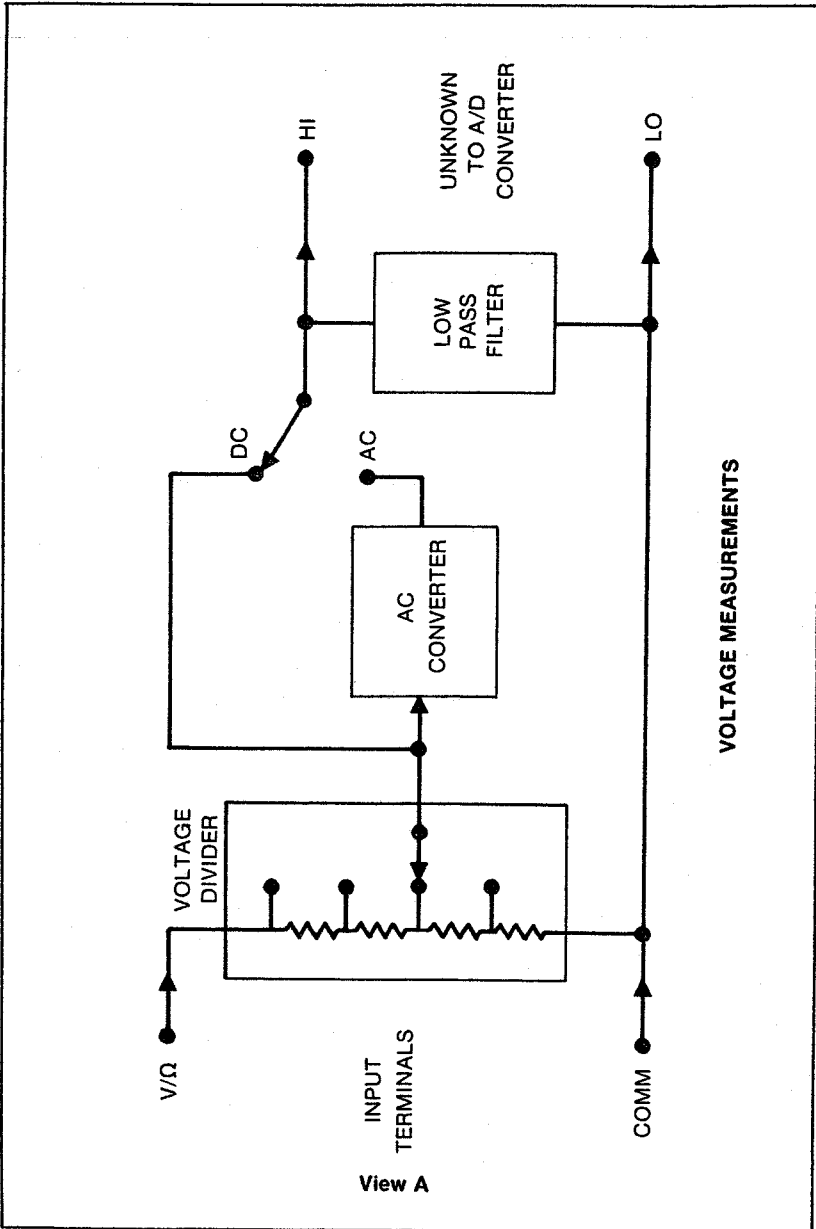 V/Ω
VOLTAGE
DIVIDER
INPUT
TERMINALS
COMM
AC
CONVERTER
DC
AC
LOW
PASS
FILTER
HI
UNKNOWN
TO A/D
CONVERTER
LO
VOLTAGE MEASUREMENTS
View A